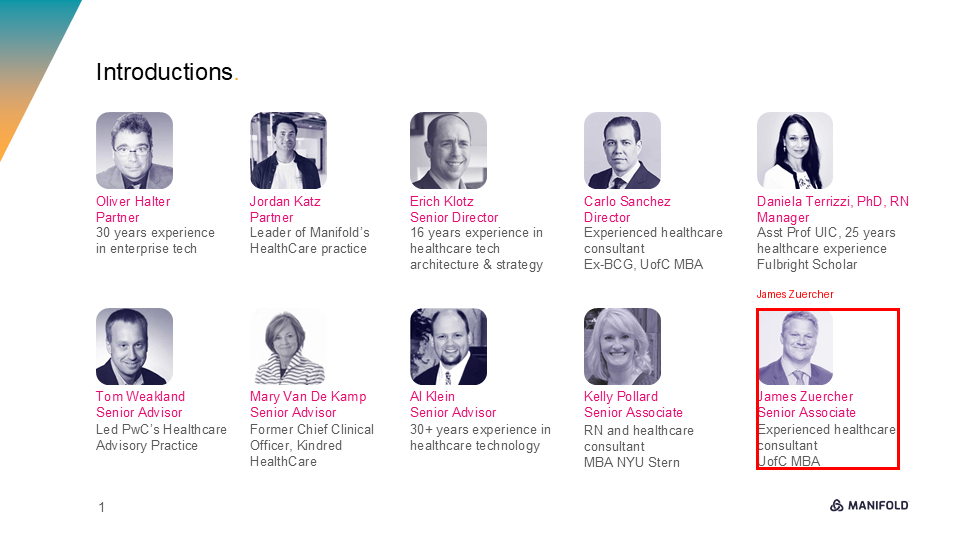 Introductions.
Oliver Halter
Partner
30 years experience
in enterprise tech
Jordan Katz
Partner
Leader of Manifold's
HealthCare practice
Erich Klotz
Senior Director
16 years experience in
healthcare tech
architecture & strategy
Carlo Sanchez
Director
Experienced healthcare
consultant
Ex-BCG, UofC MBA
Daniela Terrizzi, PhD, RN
Manager
Asst Prof UIC, 25 years
healthcare experience
Fulbright Scholar
Tom Weakland
Senior Advisor
Led PwC's Healthcare
Advisory Practice
Mary Van De Kamp
Senior Advisor
Former Chief Clinical
Officer, Kindred
HealthCare
Al Klein
Senior Advisor
30+ years experience in
healthcare technology
Kelly Pollard
Senior Associate
RN and healthcare
consultant
MBA NYU Stern
James Zuercher
James Zuercher
Senior Associate
Experienced healthcare
consultant
UofC MBA
1
MANIFOLD